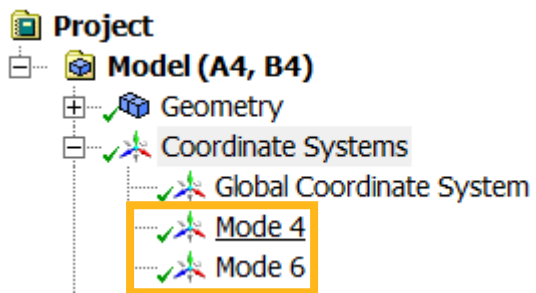 Project
Model (A4, B4)
Geometry
Coordinate Systems
Global Coordinate System
Mode 4
Mode 6